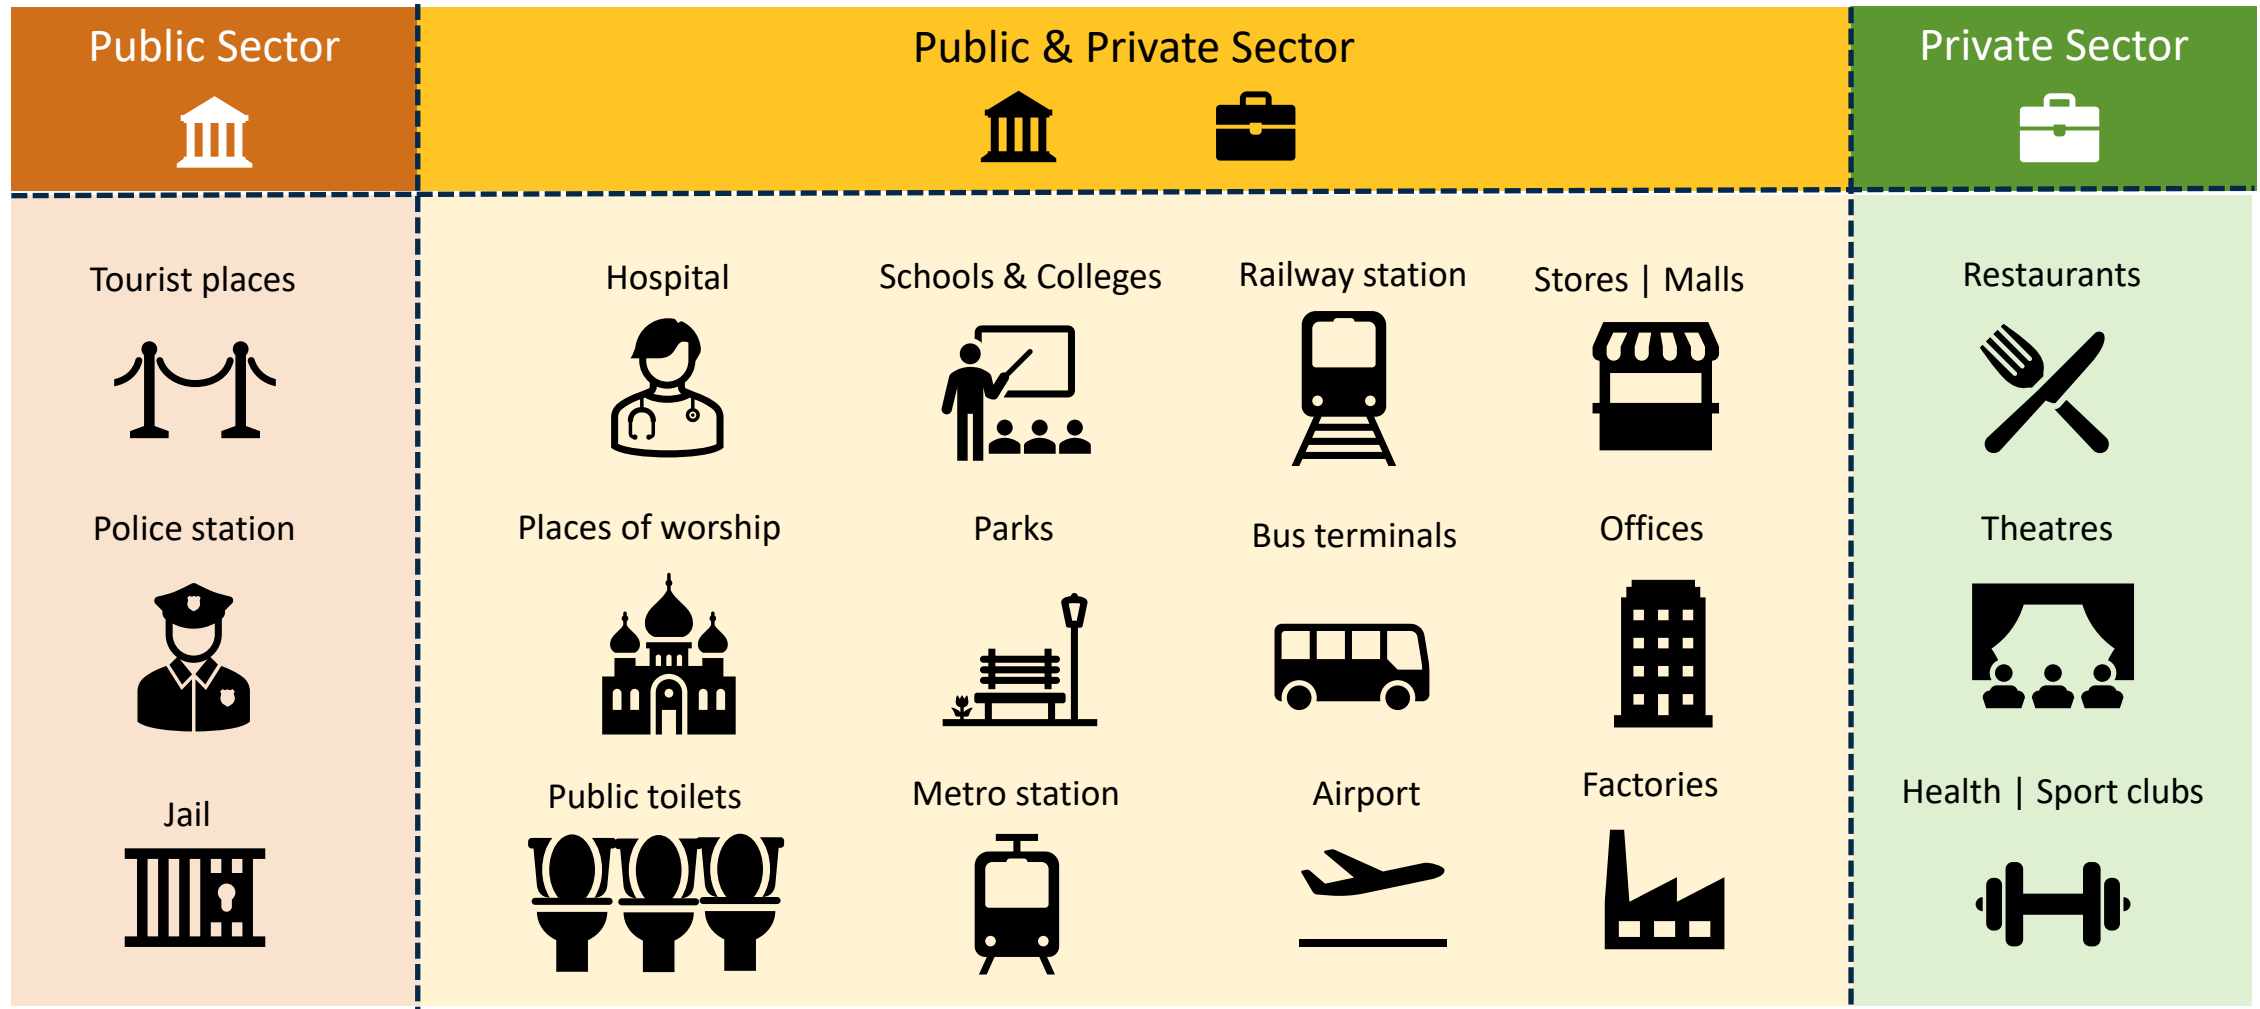 Public Sector
Public & Private Sector
Private Sector
Tourist places
Hospital
Schools & Colleges
Railway station
Stores | Malls
Restaurants
Police station
Places of worship
Parks
Bus terminals
Offices
Theatres
Jail
Public toilets
Metro station
Airport
Factories
Health | Sport clubs